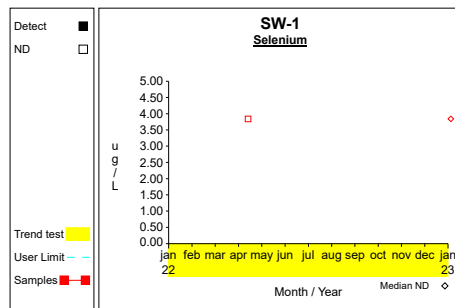 Detect
ND
Trend test
User Limit
Samples
SW-1
Selenium
ug/L
5.00
4.50
4.00
3.50
3.00
2.50
2.00
1.50
1.00
0.50
0.00
jan feb mar apr may jun jul aug sep oct nov dec jan
22 23
Month / Year
Median ND